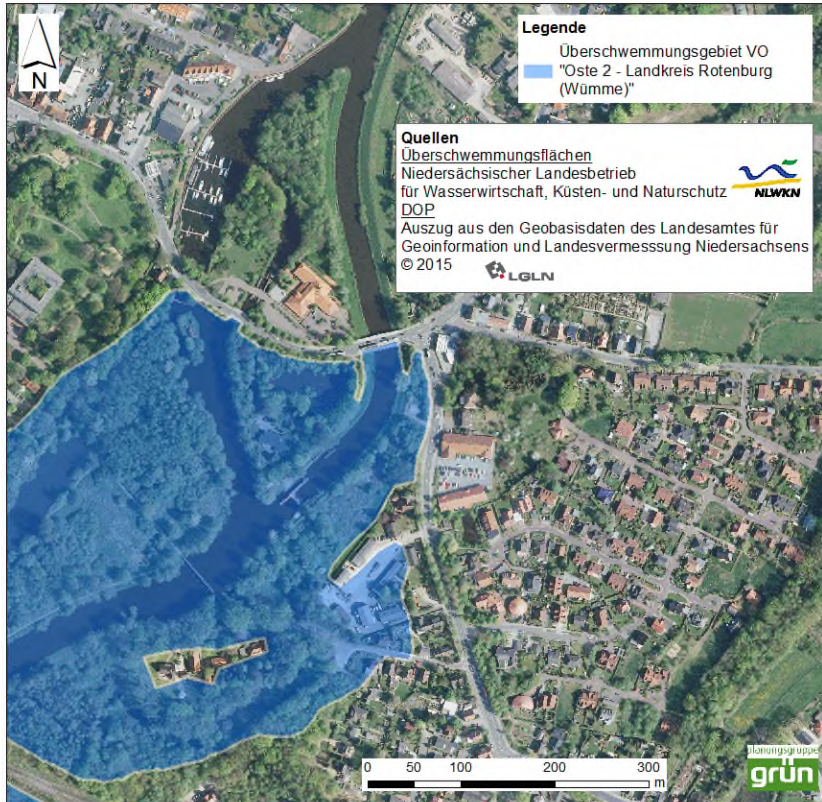 N
Legende
Überschwemmungsgebiet VO
"Oste 2 - Landkreis Rotenburg
(Wümme)"
Quellen
Überschwemmungsflächen
Niedersächsischer Landesbetrieb
für Wasserwirtschaft, Küsten- und Naturschutz
NLWKN
DOP
Auszug aus den Geobasisdaten des Landesamtes für
Geoinformation und Landesvermesssung Niedersachsens
© 2015
LGLN
0 50 100 200 300
m
planungsgruppe
grün